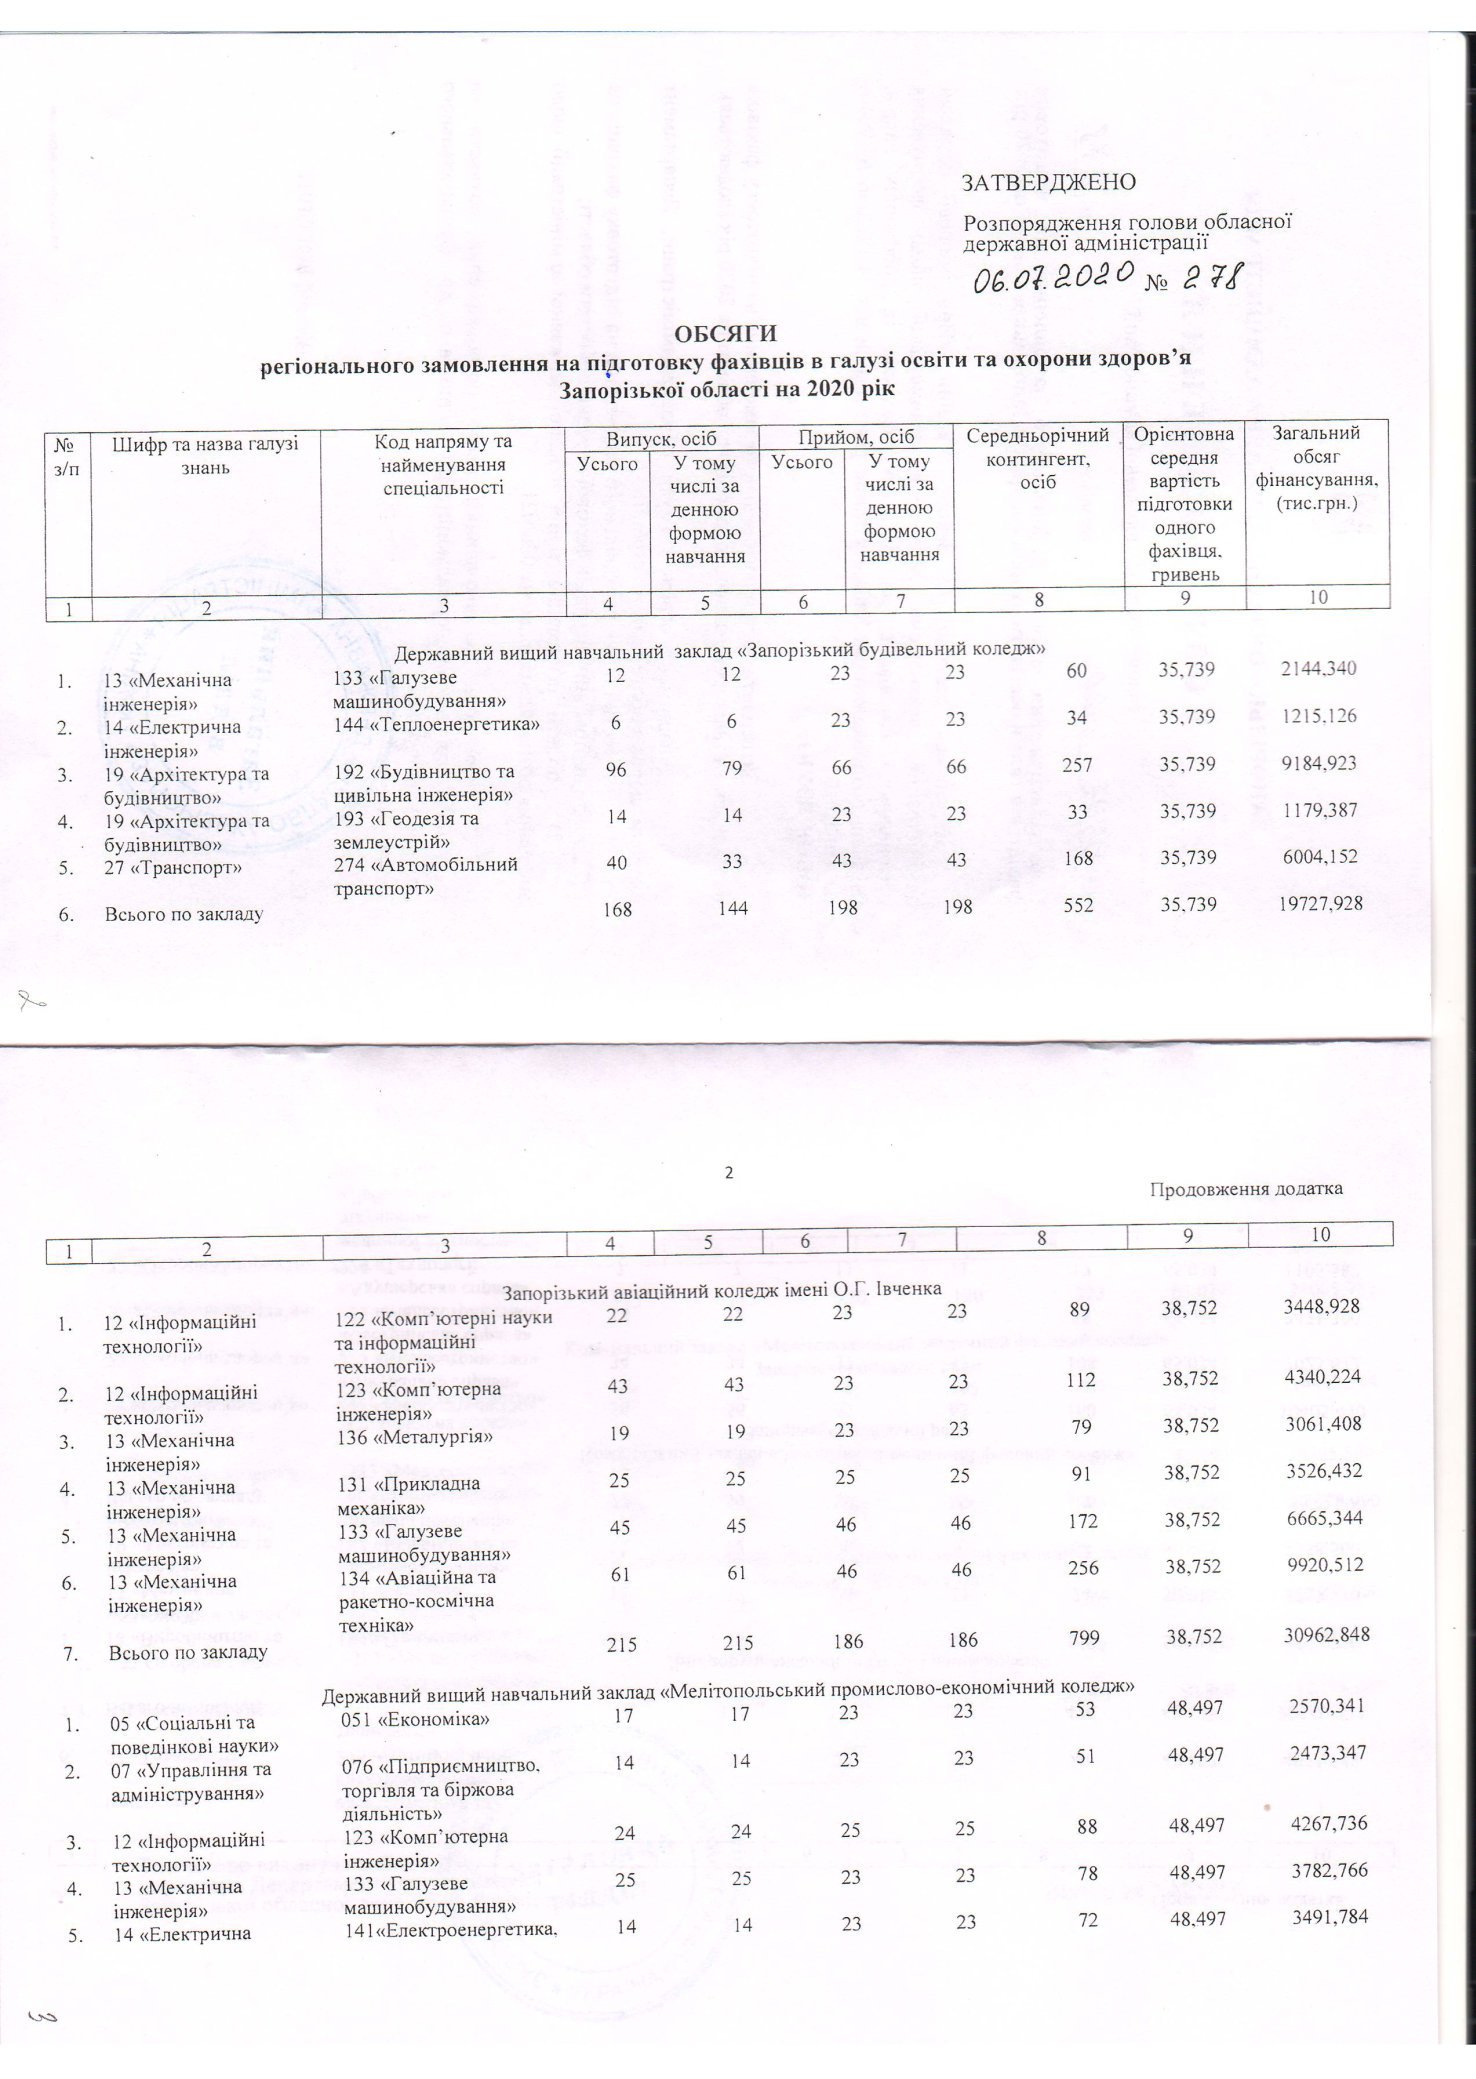 ЗАТВЕРДЖЕНО
Розпорядження голови обласної
державної адміністрації
06.07.2020 № 278
ОБСЯГИ
регіонального замовлення на підготовку фахівців в галузі освіти та охорони здоров’я
Запорізької області на 2020 рік
№ з/п | Шифр та назва галузі знань | Код напряму та найменування спеціальності | Випуск, осіб: Усього | У тому числі за денною формою навчання | Прийом, осіб: Усього | У тому числі за денною формою навчання | Середньорічний контингент, осіб | Орієнтовна середня вартість підготовки одного фахівця, гривень | Загальний обсяг фінансування, (тис.грн.)
1 2 3 4 5 6 7 8 9 10
Державний вищий навчальний заклад «Запорізький будівельний коледж»
1. 13 «Механічна 133 «Галузеве 12 12 23 23 60 35,739 2144,340
інженерія» машинобудування»
2. 14 «Електрична 144 «Теплоенергетика» 6 6 23 23 34 35,739 1215,126
інженерія»
3. 19 «Архітектура та 192 «Будівництво та 96 79 66 66 257 35,739 9184,923
будівництво» цивільна інженерія»
4. 19 «Архітектура та 193 «Геодезія та 14 14 23 23 33 35,739 1179,387
будівництво» землеустрій»
5. 27 «Транспорт» 274 «Автомобільний 40 33 43 43 168 35,739 6004,152
транспорт»
6. Всього по закладу 168 144 198 198 552 35,739 19727,928
2
2
Продовження додатка
1 2 3 4 5 6 7 8 9 10
Запорізький авіаційний коледж імені О.Г. Івченка
1. 12 «Інформаційні 122 «Комп’ютерні науки 22 22 23 23 89 38,752 3448,928
технології» та інформаційні
технології»
2. 12 «Інформаційні 123 «Комп’ютерна 43 43 23 23 112 38,752 4340,224
технології» інженерія»
3. 13 «Механічна 136 «Металургія» 19 19 23 23 79 38,752 3061,408
інженерія»
4. 13 «Механічна 131 «Прикладна 25 25 25 25 91 38,752 3526,432
інженерія» механіка»
5. 13 «Механічна 133 «Галузеве 45 45 46 46 172 38,752 6665,344
інженерія» машинобудування»
6. 13 «Механічна 134 «Авіаційна та 61 61 46 46 256 38,752 9920,512
інженерія» ракетно-космічна
техніка»
7. Всього по закладу 215 215 186 186 799 38,752 30962,848
Державний вищий навчальний заклад «Мелітопольський промислово-економічний коледж»
1. 05 «Соціальні та 051 «Економіка» 17 17 23 23 53 48,497 2570,341
поведінкові науки»
2. 07 «Управління та 076 «Підприємництво, 14 14 23 23 51 48,497 2473,347
адміністрування» торгівля та біржова
діяльність»
3. 12 «Інформаційні 123 «Комп’ютерна 24 24 25 25 88 48,497 4267,736
технології» інженерія»
4. 13 «Механічна 133 «Галузеве 25 25 23 23 78 48,497 3782,766
інженерія» машинобудування»
5. 14 «Електрична 141«Електроенергетика, 14 14 23 23 72 48,497 3491,784
3